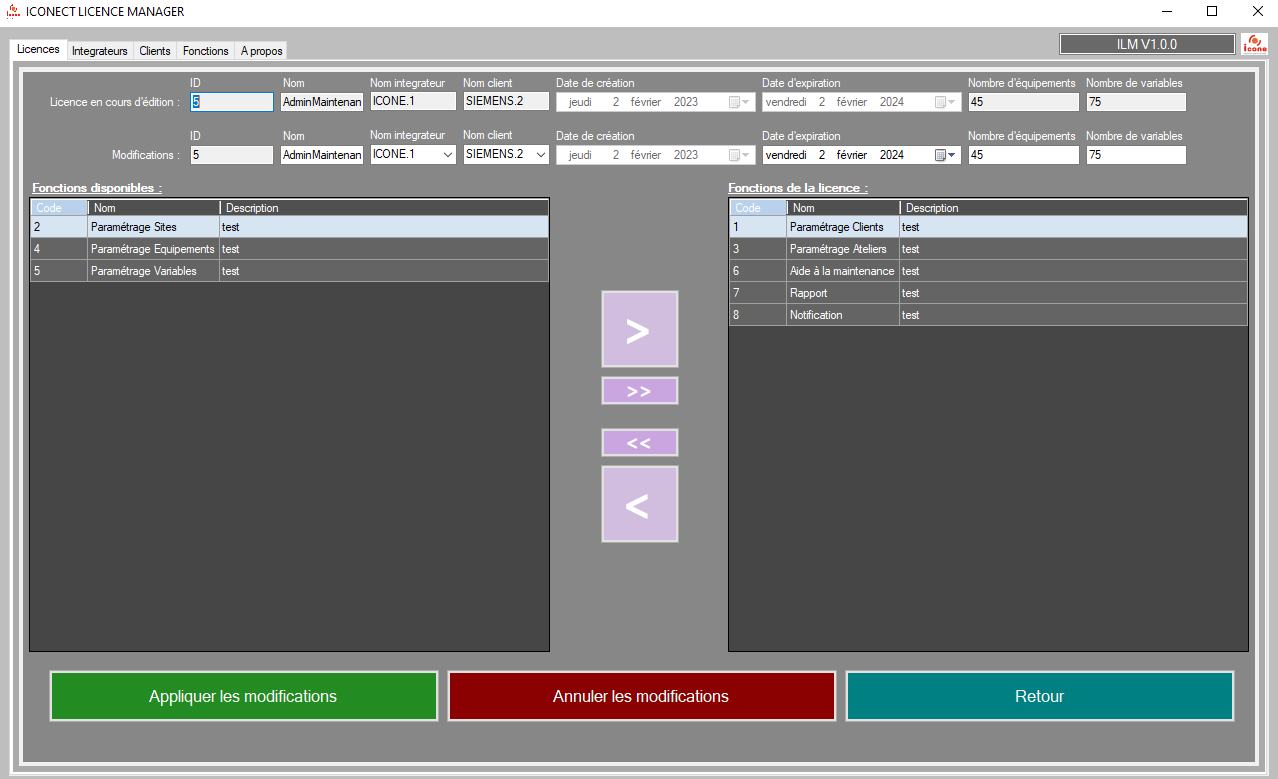 ICONECT LICENCE MANAGER
Licences Integrateurs Clients Fonctions A propos
ILM V1.0.0
icone
ID Nom Nom integrateur Nom client Date de création Date d'expiration Nombre d'équipements Nombre de variables
Licence en cours d'édition : 5 AdminMaintenan ICONE.1 SIEMENS.2 jeudi 2 février 2023 vendredi 2 février 2024 45 75
ID Nom Nom integrateur Nom client Date de création Date d'expiration Nombre d'équipements Nombre de variables
Modifications : 5 AdminMaintenan ICONE.1 SIEMENS.2 jeudi 2 février 2023 vendredi 2 février 2024 45 75
Fonctions disponibles :
Code Nom Description
2 Paramétrage Sites test
4 Paramétrage Equipements test
5 Paramétrage Variables test
>
>>
<<
<
Fonctions de la licence :
Code Nom Description
1 Paramétrage Clients test
3 Paramétrage Ateliers test
6 Aide à la maintenance test
7 Rapport test
8 Notification test
Appliquer les modifications Annuler les modifications Retour